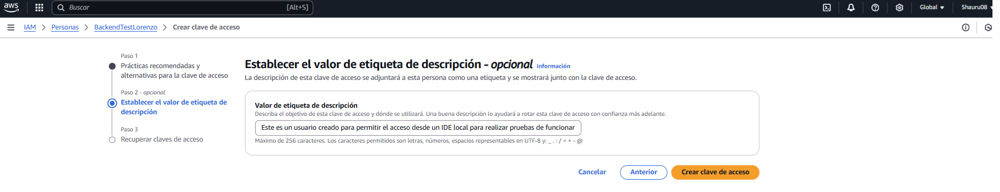 aws
Buscar
[Alt+S]
Global
Shauru08
IAM
Personas
BackendTestLorenzo
Crear clave de acceso
Paso 1
Prácticas recomendadas y
alternativas para la clave de acceso
Paso 2 - opcional
Establecer el valor de etiqueta de
descripción
Paso 3
Recuperar claves de acceso
Establecer el valor de etiqueta de descripción - opcional Información
La descripción de esta clave de acceso se adjuntará a esta persona como una etiqueta y se mostrará junto con la clave de acceso.
Valor de etiqueta de descripción
Describa el objetivo de esta clave de acceso y dónde se utilizará. Una buena descripción lo ayudará a rotar esta clave de acceso con confianza más adelante.
Este es un usuario creado para permitir el acceso desde un IDE local para realizar pruebas de funcionar
Máximo de 256 caracteres. Los caracteres permitidos son letras, números, espacios representables en UTF-8 y: _ . : / = + - @
Cancelar
Anterior
Crear clave de acceso